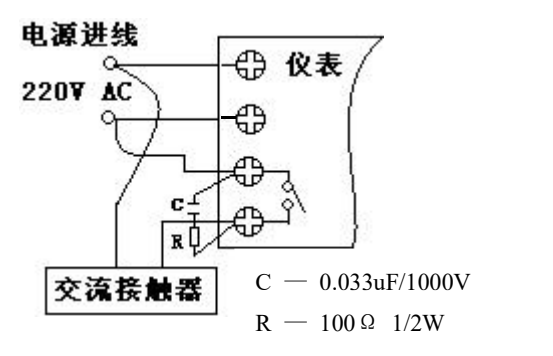 电源进线
仪表
220V AC
C
R
交流接触器
C — 0.033uF/1000V
R — 100Ω 1/2W